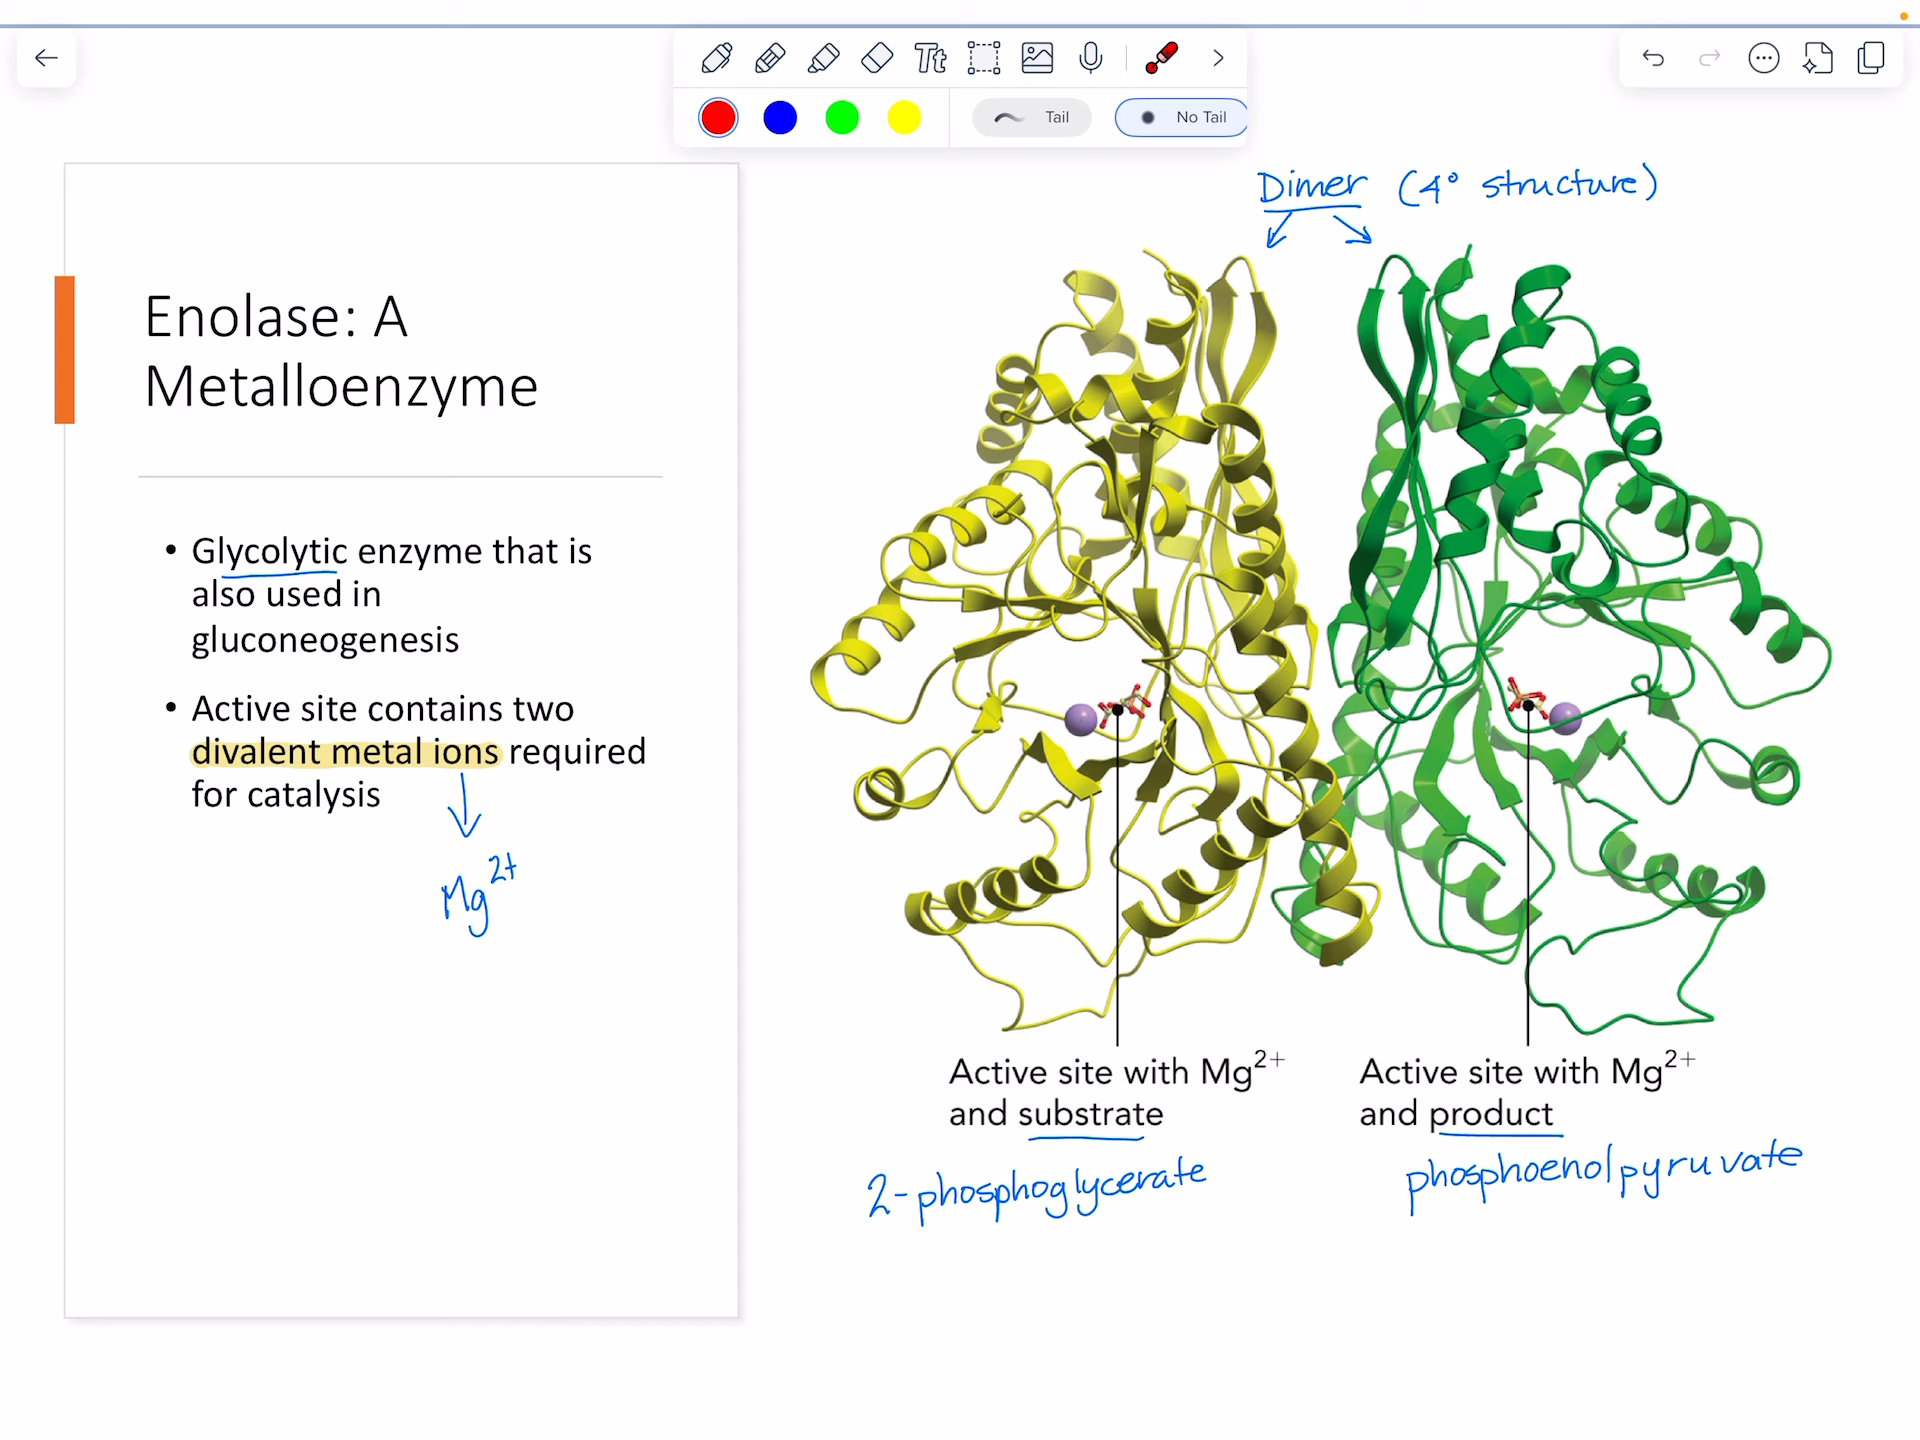 Tt
Tail
No Tail
Dimer (4° structure)
Enolase: A
Metalloenzyme
• Glycolytic enzyme that is
also used in
gluconeogenesis
• Active site contains two
divalent metal ions required
for catalysis
Mg2+
Active site with Mg2+
and substrate
2-phosphoglycerate
Active site with Mg2+
and product
phosphoenolpyruvate